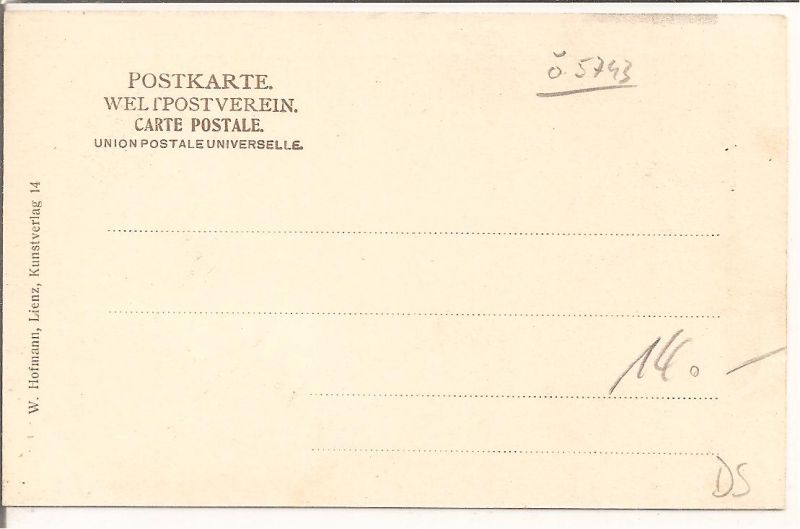 POSTKARTE.
WELTPOSTVEREIN.
CARTE POSTALE.
UNION POSTALE UNIVERSELLE.
ö 5743
W. Hofmann, Lienz, Kunstverlag 14
14.-
DS